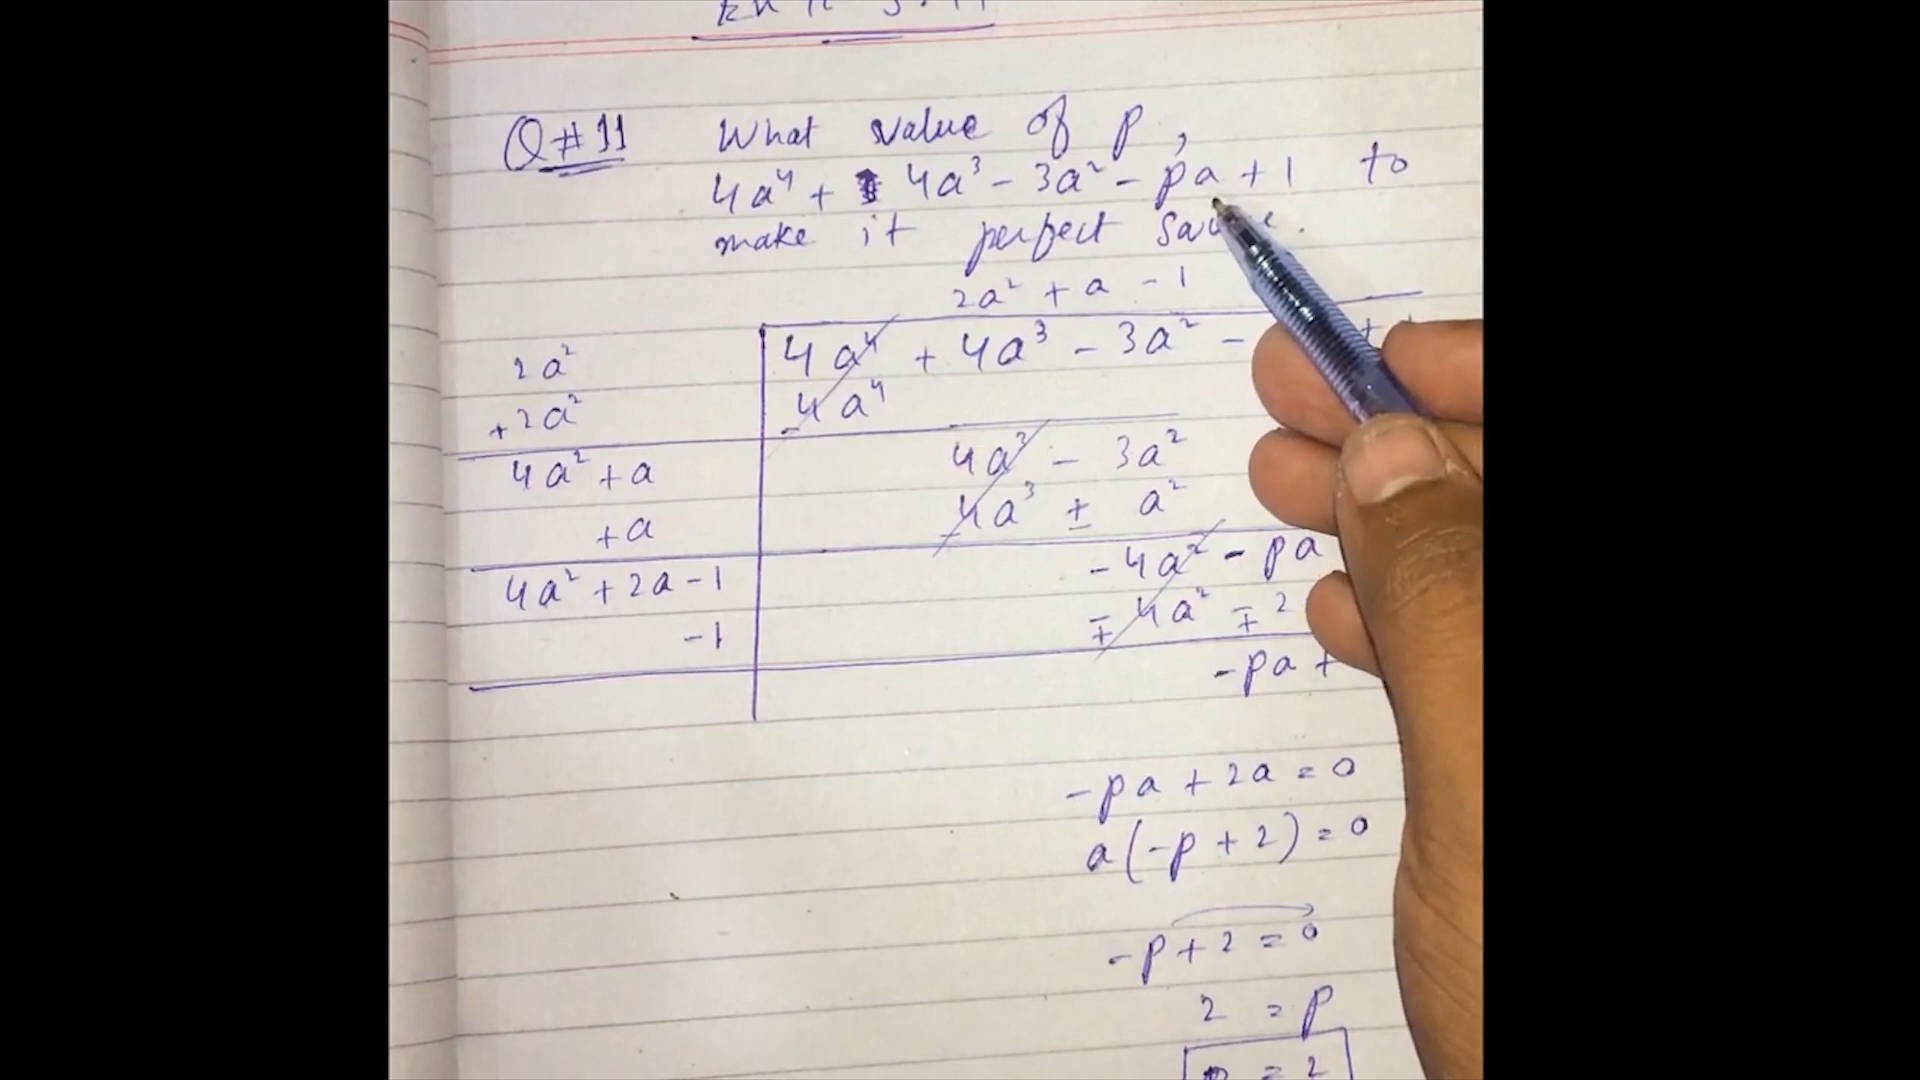 Q#11 What value of p,
4a⁴ + 4a³ - 3a² - pa + 1 to
make it perfect
2a² + a - 1
2a² 4a⁴ + 4a³ - 3a² -
+2a² -4a⁴
4a² + a 4a³ - 3a²
+a -4a³ ± a²
4a² + 2a - 1 -4a² - pa
-1 ∓4a² ∓ 2
-pa +
-pa + 2a = 0
a(-p + 2) = 0
-p + 2 = 0
2 = p
p = 2